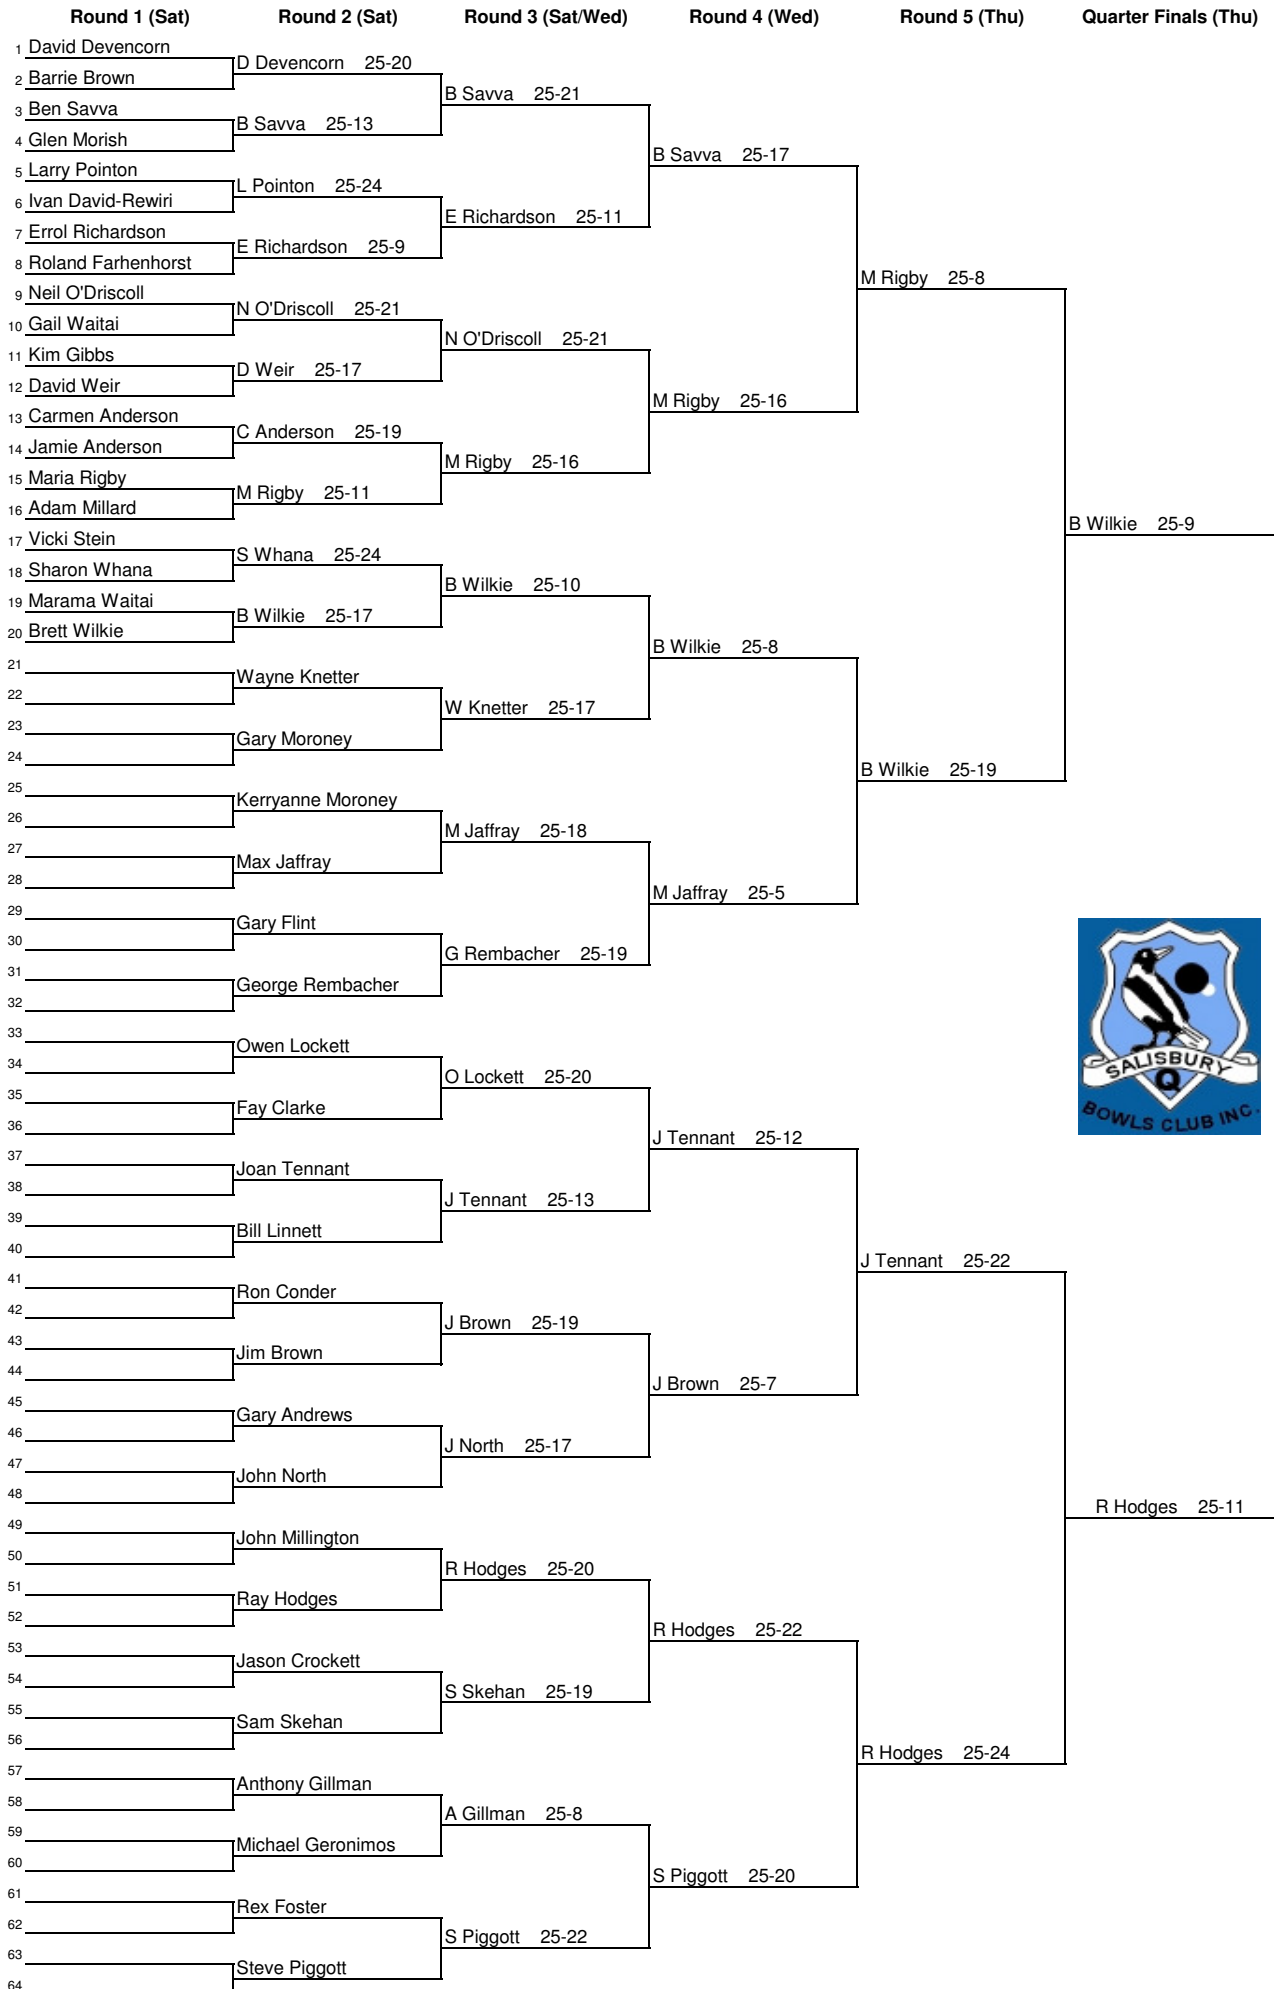 Round 1 (Sat) Round 2 (Sat) Round 3 (Sat/Wed) Round 4 (Wed) Round 5 (Thu) Quarter Finals (Thu)
1 David Devencorn
D Devencorn 25-20
2 Barrie Brown
B Savva 25-21
3 Ben Savva
B Savva 25-13
4 Glen Morish
B Savva 25-17
5 Larry Pointon
L Pointon 25-24
6 Ivan David-Rewiri
E Richardson 25-11
7 Errol Richardson
E Richardson 25-9
8 Roland Farhenhorst
M Rigby 25-8
9 Neil O'Driscoll
N O'Driscoll 25-21
10 Gail Waitai
N O'Driscoll 25-21
11 Kim Gibbs
D Weir 25-17
12 David Weir
M Rigby 25-16
13 Carmen Anderson
C Anderson 25-19
14 Jamie Anderson
M Rigby 25-16
15 Maria Rigby
M Rigby 25-11
16 Adam Millard
B Wilkie 25-9
17 Vicki Stein
S Whana 25-24
18 Sharon Whana
B Wilkie 25-10
19 Marama Waitai
B Wilkie 25-17
20 Brett Wilkie
B Wilkie 25-8
21
Wayne Knetter
22
W Knetter 25-17
23
Gary Moroney
24
B Wilkie 25-19
25
Kerryanne Moroney
26
M Jaffray 25-18
27
Max Jaffray
28
M Jaffray 25-5
29
Gary Flint
30
G Rembacher 25-19
31
George Rembacher
32
33
Owen Lockett
34
O Lockett 25-20
35
Fay Clarke
36
SALISBURY
Q
BOWLS CLUB INC.
J Tennant 25-12
37
Joan Tennant
38
J Tennant 25-13
39
Bill Linnett
40
J Tennant 25-22
41
Ron Conder
42
J Brown 25-19
43
Jim Brown
44
J Brown 25-7
45
Gary Andrews
46
J North 25-17
47
John North
48
R Hodges 25-11
49
John Millington
50
R Hodges 25-20
51
Ray Hodges
52
R Hodges 25-22
53
Jason Crockett
54
S Skehan 25-19
55
Sam Skehan
56
R Hodges 25-24
57
Anthony Gillman
58
A Gillman 25-8
59
Michael Geronimos
60
S Piggott 25-20
61
Rex Foster
62
S Piggott 25-22
63
Steve Piggott
64